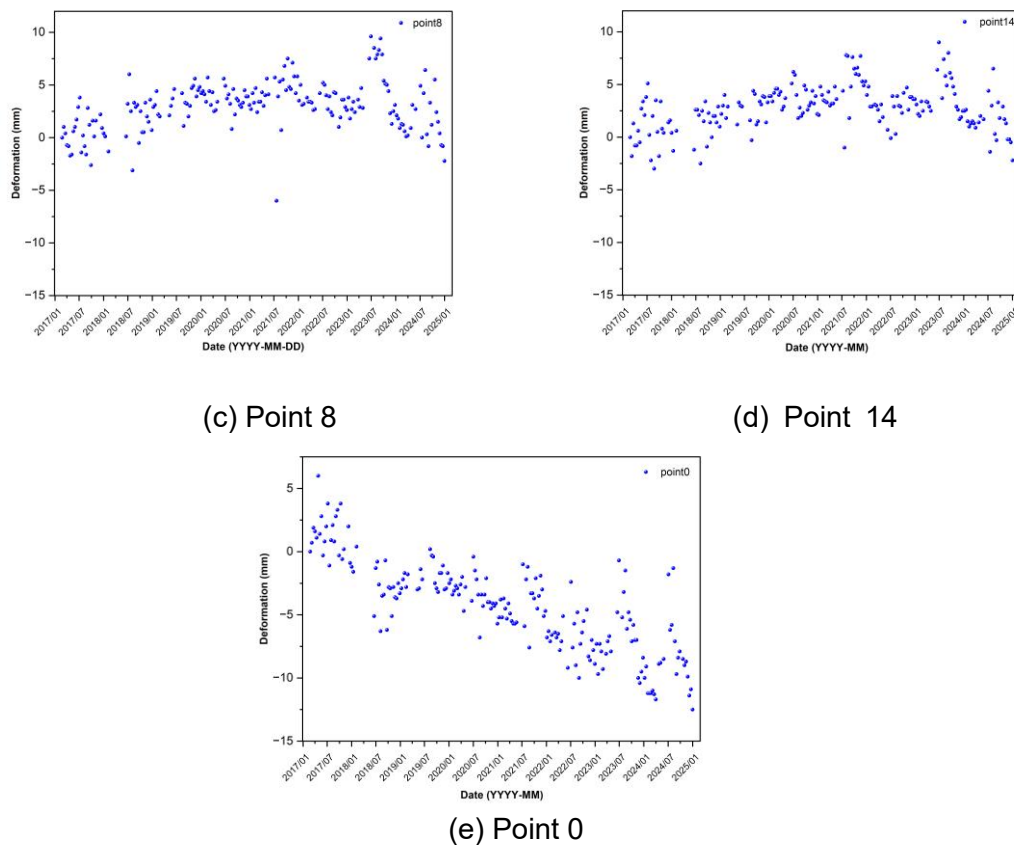 point8
Deformation (mm)
10
5
0
−5
−10
−15
2017/01 2017/07 2018/01 2018/07 2019/01 2019/07 2020/01 2020/07 2021/01 2021/07 2022/01 2022/07 2023/01 2023/07 2024/01 2024/07 2025/01
Date (YYYY-MM-DD)
(c) Point 8
point14
Deformation (mm)
10
5
0
−5
−10
−15
2017/01 2017/07 2018/01 2018/07 2019/01 2019/07 2020/01 2020/07 2021/01 2021/07 2022/01 2022/07 2023/01 2023/07 2024/01 2024/07 2025/01
Date (YYYY-MM)
(d) Point 14
point0
Deformation (mm)
5
0
−5
−10
−15
2017/01 2017/07 2018/01 2018/07 2019/01 2019/07 2020/01 2020/07 2021/01 2021/07 2022/01 2022/07 2023/01 2023/07 2024/01 2024/07 2025/01
Date (YYYY-MM)
(e) Point 0